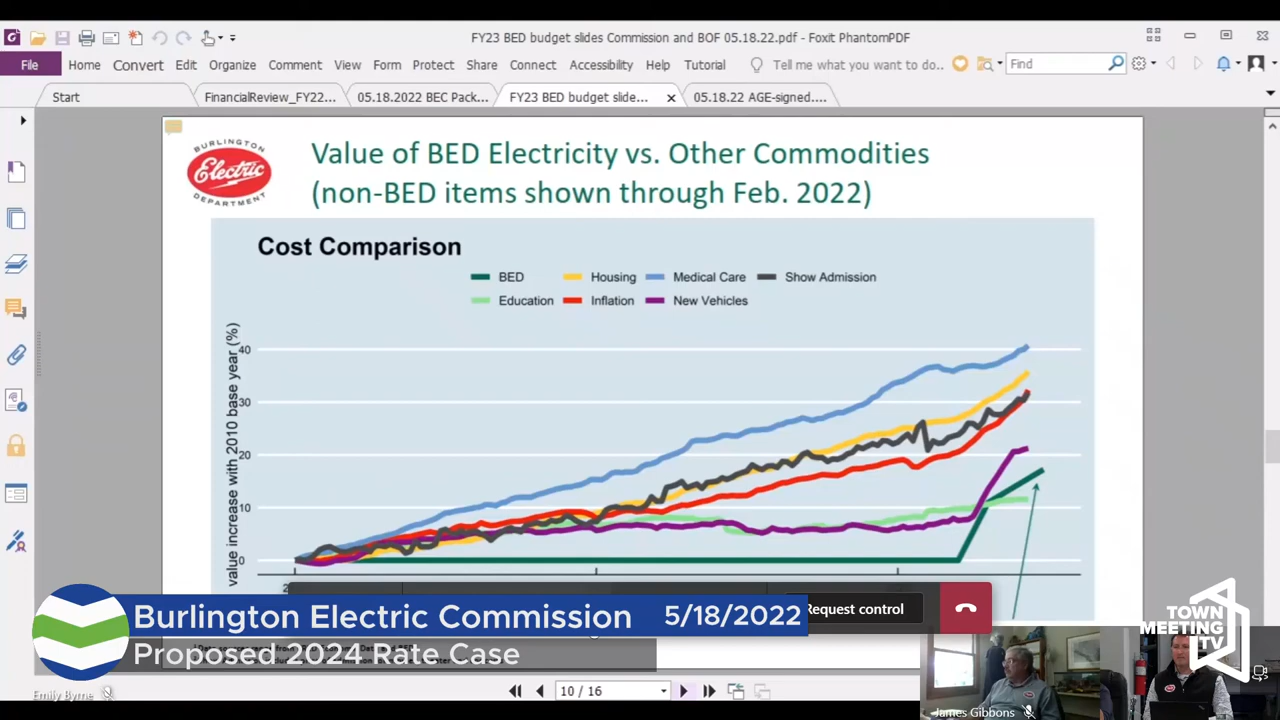 FY23 BED budget slides Commission and BOF 05.18.22.pdf - Foxit PhantomPDF
File Home Convert Edit Organize Comment View Form Protect Share Connect Accessibility Help Tutorial Tell me what you want to do.. Find
Start FinancialReview_FY22... 05.18.2022 BEC Pack... FY23 BED budget slide... 05.18.22 AGE-signed....
BURLINGTON
Electric
DEPARTMENT
Value of BED Electricity vs. Other Commodities
(non-BED items shown through Feb. 2022)
Cost Comparison
BED Housing Medical Care Show Admission
Education Inflation New Vehicles
value increase with 2010 base year (%)
40
30
20
10
0
Request control
Burlington Electric Commission 5/18/2022
Proposed 2024 Rate Case
TOWN
MEETING
TV
Emily Byrne
10 / 16
James Gibbons